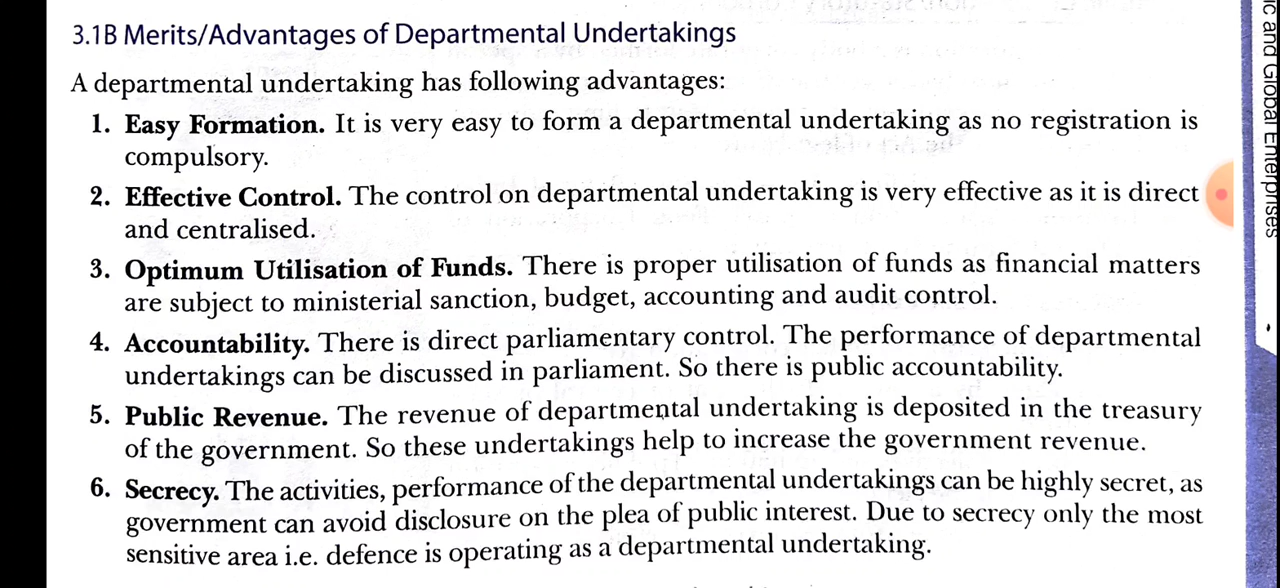 3.1B Merits/Advantages of Departmental Undertakings
A departmental undertaking has following advantages:
1. Easy Formation. It is very easy to form a departmental undertaking as no registration is
compulsory.
2. Effective Control. The control on departmental undertaking is very effective as it is direct
and centralised.
3. Optimum Utilisation of Funds. There is proper utilisation of funds as financial matters
are subject to ministerial sanction, budget, accounting and audit control.
4. Accountability. There is direct parliamentary control. The performance of departmental
undertakings can be discussed in parliament. So there is public accountability.
5. Public Revenue. The revenue of departmental undertaking is deposited in the treasury
of the government. So these undertakings help to increase the government revenue.
6. Secrecy. The activities, performance of the departmental undertakings can be highly secret, as
government can avoid disclosure on the plea of public interest. Due to secrecy only the most
sensitive area i.e. defence is operating as a departmental undertaking.
and Global Enterprises